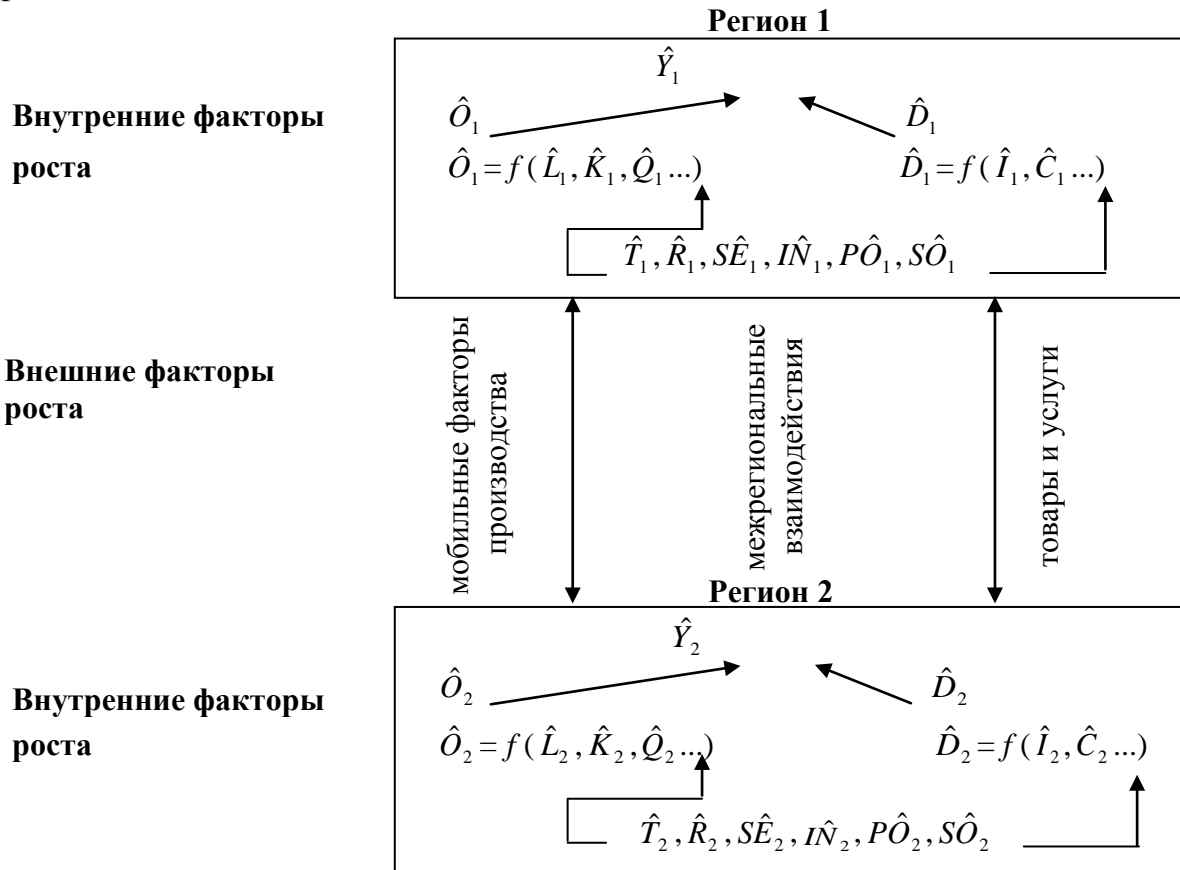 Регион 1
Ŷ₁
Внутренние факторы
роста
Ô₁
D̂₁
Ô₁=f(L̂₁,K̂₁,Q̂₁...)
D̂₁=f(Î₁,Ĉ₁...)
T̂₁,R̂₁,SÊ₁,IN̂₁,PÔ₁,SÔ₁
Внешние факторы
роста
мобильные факторы
производства
межрегиональные
взаимодействия
товары и услуги
Регион 2
Ŷ₂
Внутренние факторы
роста
Ô₂
D̂₂
Ô₂=f(L̂₂,K̂₂,Q̂₂...)
D̂₂=f(Î₂,Ĉ₂...)
T̂₂,R̂₂,SÊ₂,IN̂₂,PÔ₂,SÔ₂